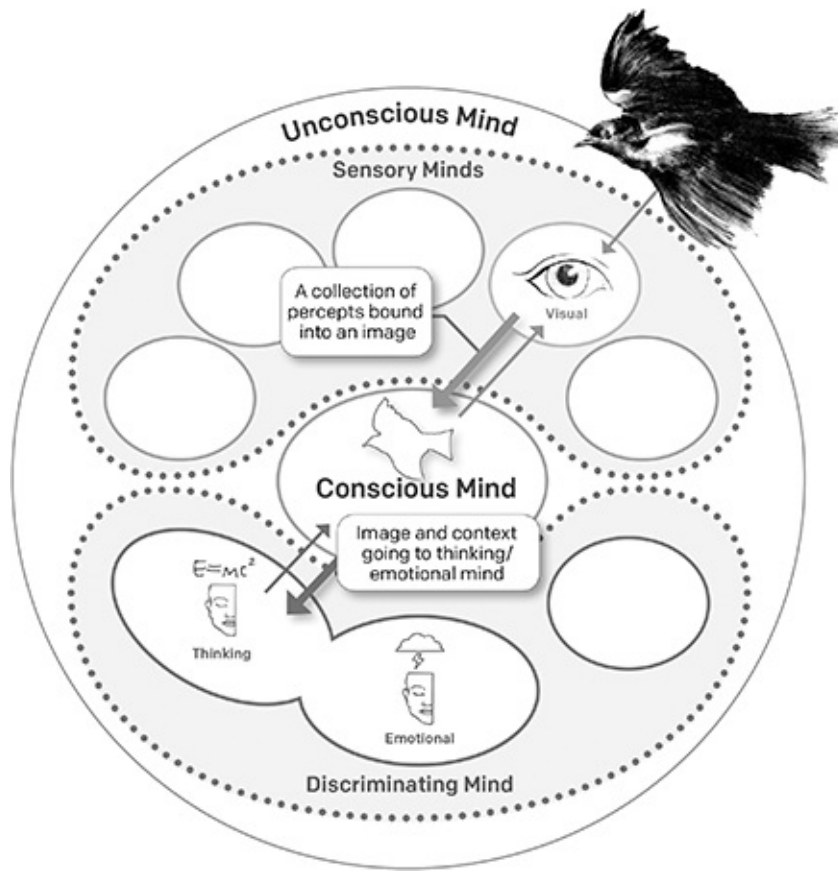 Unconscious Mind
Sensory Minds
A collection of
percepts bound
into an image
Visual
Conscious Mind
Image and context
going to thinking/
emotional mind
E=mc²
Thinking
Emotional
Discriminating Mind